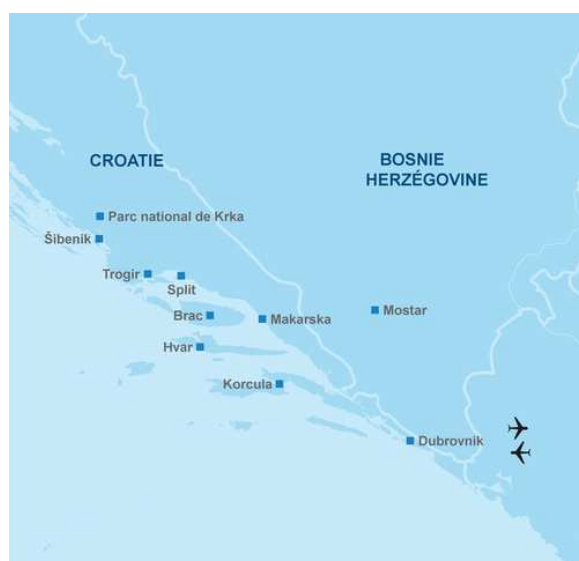 CROATIE
BOSNIE
HERZÉGOVINE
Parc national de Krka
Šibenik
Trogir
Split
Brac
Makarska
Mostar
Hvar
Korcula
Dubrovnik